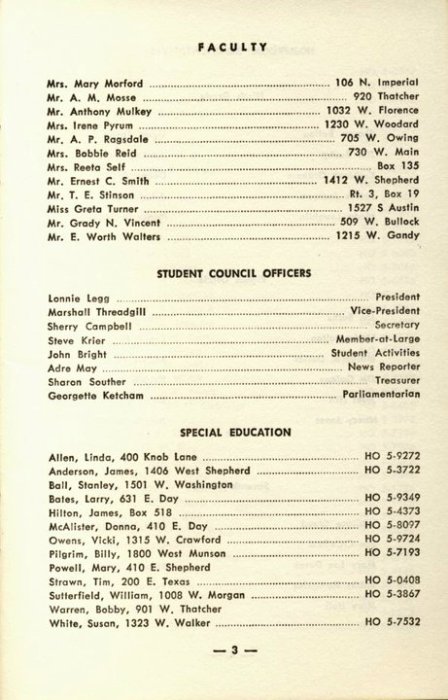 FACULTY
Mrs. Mary Morford ........ 106 N. Imperial
Mr. A. M. Mosse ........ 920 Thatcher
Mr. Anthony Mulkey ........ 1032 W. Florence
Mrs. Irene Pyrum ........ 1230 W. Woodard
Mr. A. P. Ragsdale ........ 705 W. Owing
Mrs. Bobbie Reid ........ 730 W. Main
Mrs. Reeta Self ........ Box 135
Mr. Ernest C. Smith ........ 1412 W. Shepherd
Mr. T. E. Stinson ........ Rt. 3, Box 19
Miss Greta Turner ........ 1527 S Austin
Mr. Grady N. Vincent ........ 509 W. Bullock
Mr. E. Worth Walters ........ 1215 W. Gandy
STUDENT COUNCIL OFFICERS
Lonnie Legg ........ President
Marshall Threadgill ........ Vice-President
Sherry Campbell ........ Secretary
Steve Krier ........ Member-at-Large
John Bright ........ Student Activities
Adre May ........ News Reporter
Sharon Souther ........ Treasurer
Georgette Ketcham ........ Parliamentarian
SPECIAL EDUCATION
Allen, Linda, 400 Knob Lane ........ HO 5-9272
Anderson, James, 1406 West Shepherd ........ HO 5-3722
Ball, Stanley, 1501 W. Washington
Bates, Larry, 631 E. Day ........ HO 5-9349
Hilton, James, Box 518 ........ HO 5-4373
McAlister, Donna, 410 E. Day ........ HO 5-8097
Owens, Vicki, 1315 W. Crawford ........ HO 5-9724
Pilgrim, Billy, 1800 West Munson ........ HO 5-7193
Powell, Mary, 410 E. Shepherd
Strawn, Tim, 200 E. Texas ........ HO 5-0408
Sutterfield, William, 1008 W. Morgan ........ HO 5-3867
Warren, Bobby, 901 W. Thatcher
White, Susan, 1323 W. Walker ........ HO 5-7532
— 3 —